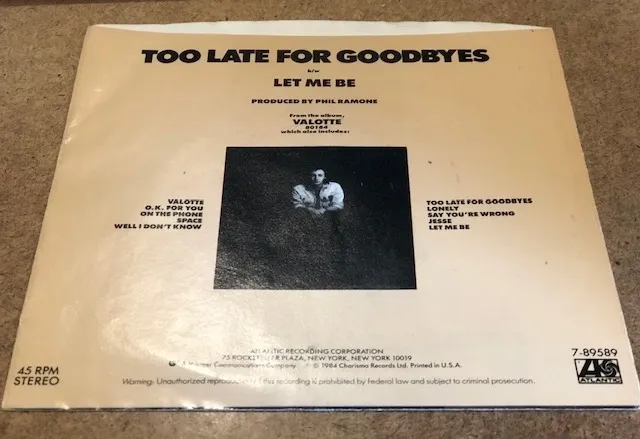 TOO LATE FOR GOODBYES
b/w
LET ME BE
PRODUCED BY PHIL RAMONE
From the album,
VALOTTE
80184
which also includes:
VALOTTE
O.K. FOR YOU
ON THE PHONE
SPACE
WELL I DON'T KNOW
TOO LATE FOR GOODBYES
LONELY
SAY YOU'RE WRONG
JESSE
LET ME BE
ATLANTIC RECORDING CORPORATION
75 ROCKEFELLER PLAZA, NEW YORK, NEW YORK 10019
A Warner Communications Company ℗ © 1984 Charisma Records Ltd. Printed in U.S.A.
45 RPM
STEREO
7-89589
ATLANTIC
Warning: Unauthorized reproduction of this recording is prohibited by Federal law and subject to criminal prosecution.